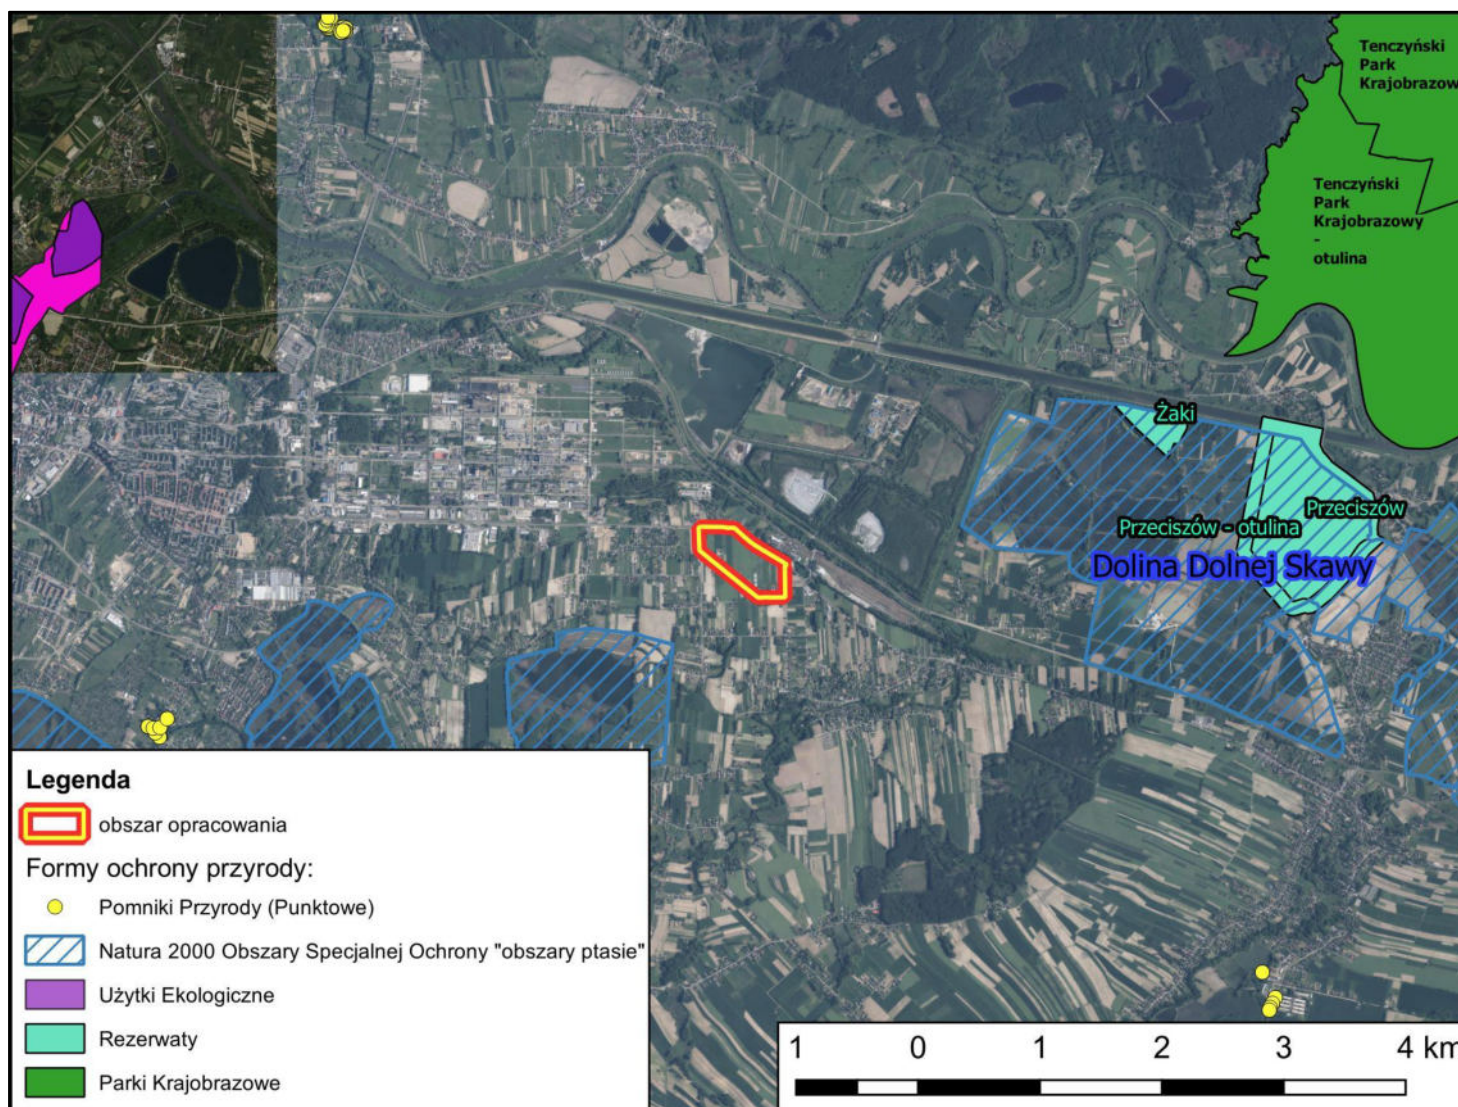 Tenczyński
Park
Krajobrazow
Tenczyński
Park
Krajobrazowy
-
otulina
Żaki
Przeciszów
Przeciszów - otulina
Dolina Dolnej Skawy
Legenda
obszar opracowania
Formy ochrony przyrody:
Pomniki Przyrody (Punktowe)
Natura 2000 Obszary Specjalnej Ochrony "obszary ptasie"
Użytki Ekologiczne
Rezerwaty
Parki Krajobrazowe
1 0 1 2 3 4 km